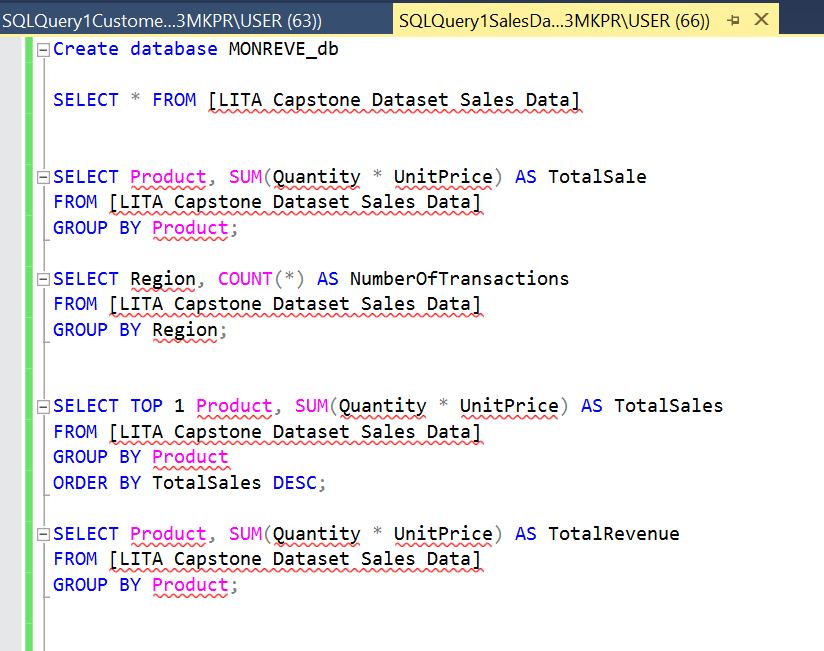 SQLQuery1Custome...3MKPR\USER (63))
SQLQuery1SalesDa...3MKPR\USER (66))
Create database MONREVE_db
SELECT * FROM [LITA Capstone Dataset Sales Data]
SELECT Product, SUM(Quantity * UnitPrice) AS TotalSale
FROM [LITA Capstone Dataset Sales Data]
GROUP BY Product;
SELECT Region, COUNT(*) AS NumberOfTransactions
FROM [LITA Capstone Dataset Sales Data]
GROUP BY Region;
SELECT TOP 1 Product, SUM(Quantity * UnitPrice) AS TotalSales
FROM [LITA Capstone Dataset Sales Data]
GROUP BY Product
ORDER BY TotalSales DESC;
SELECT Product, SUM(Quantity * UnitPrice) AS TotalRevenue
FROM [LITA Capstone Dataset Sales Data]
GROUP BY Product;